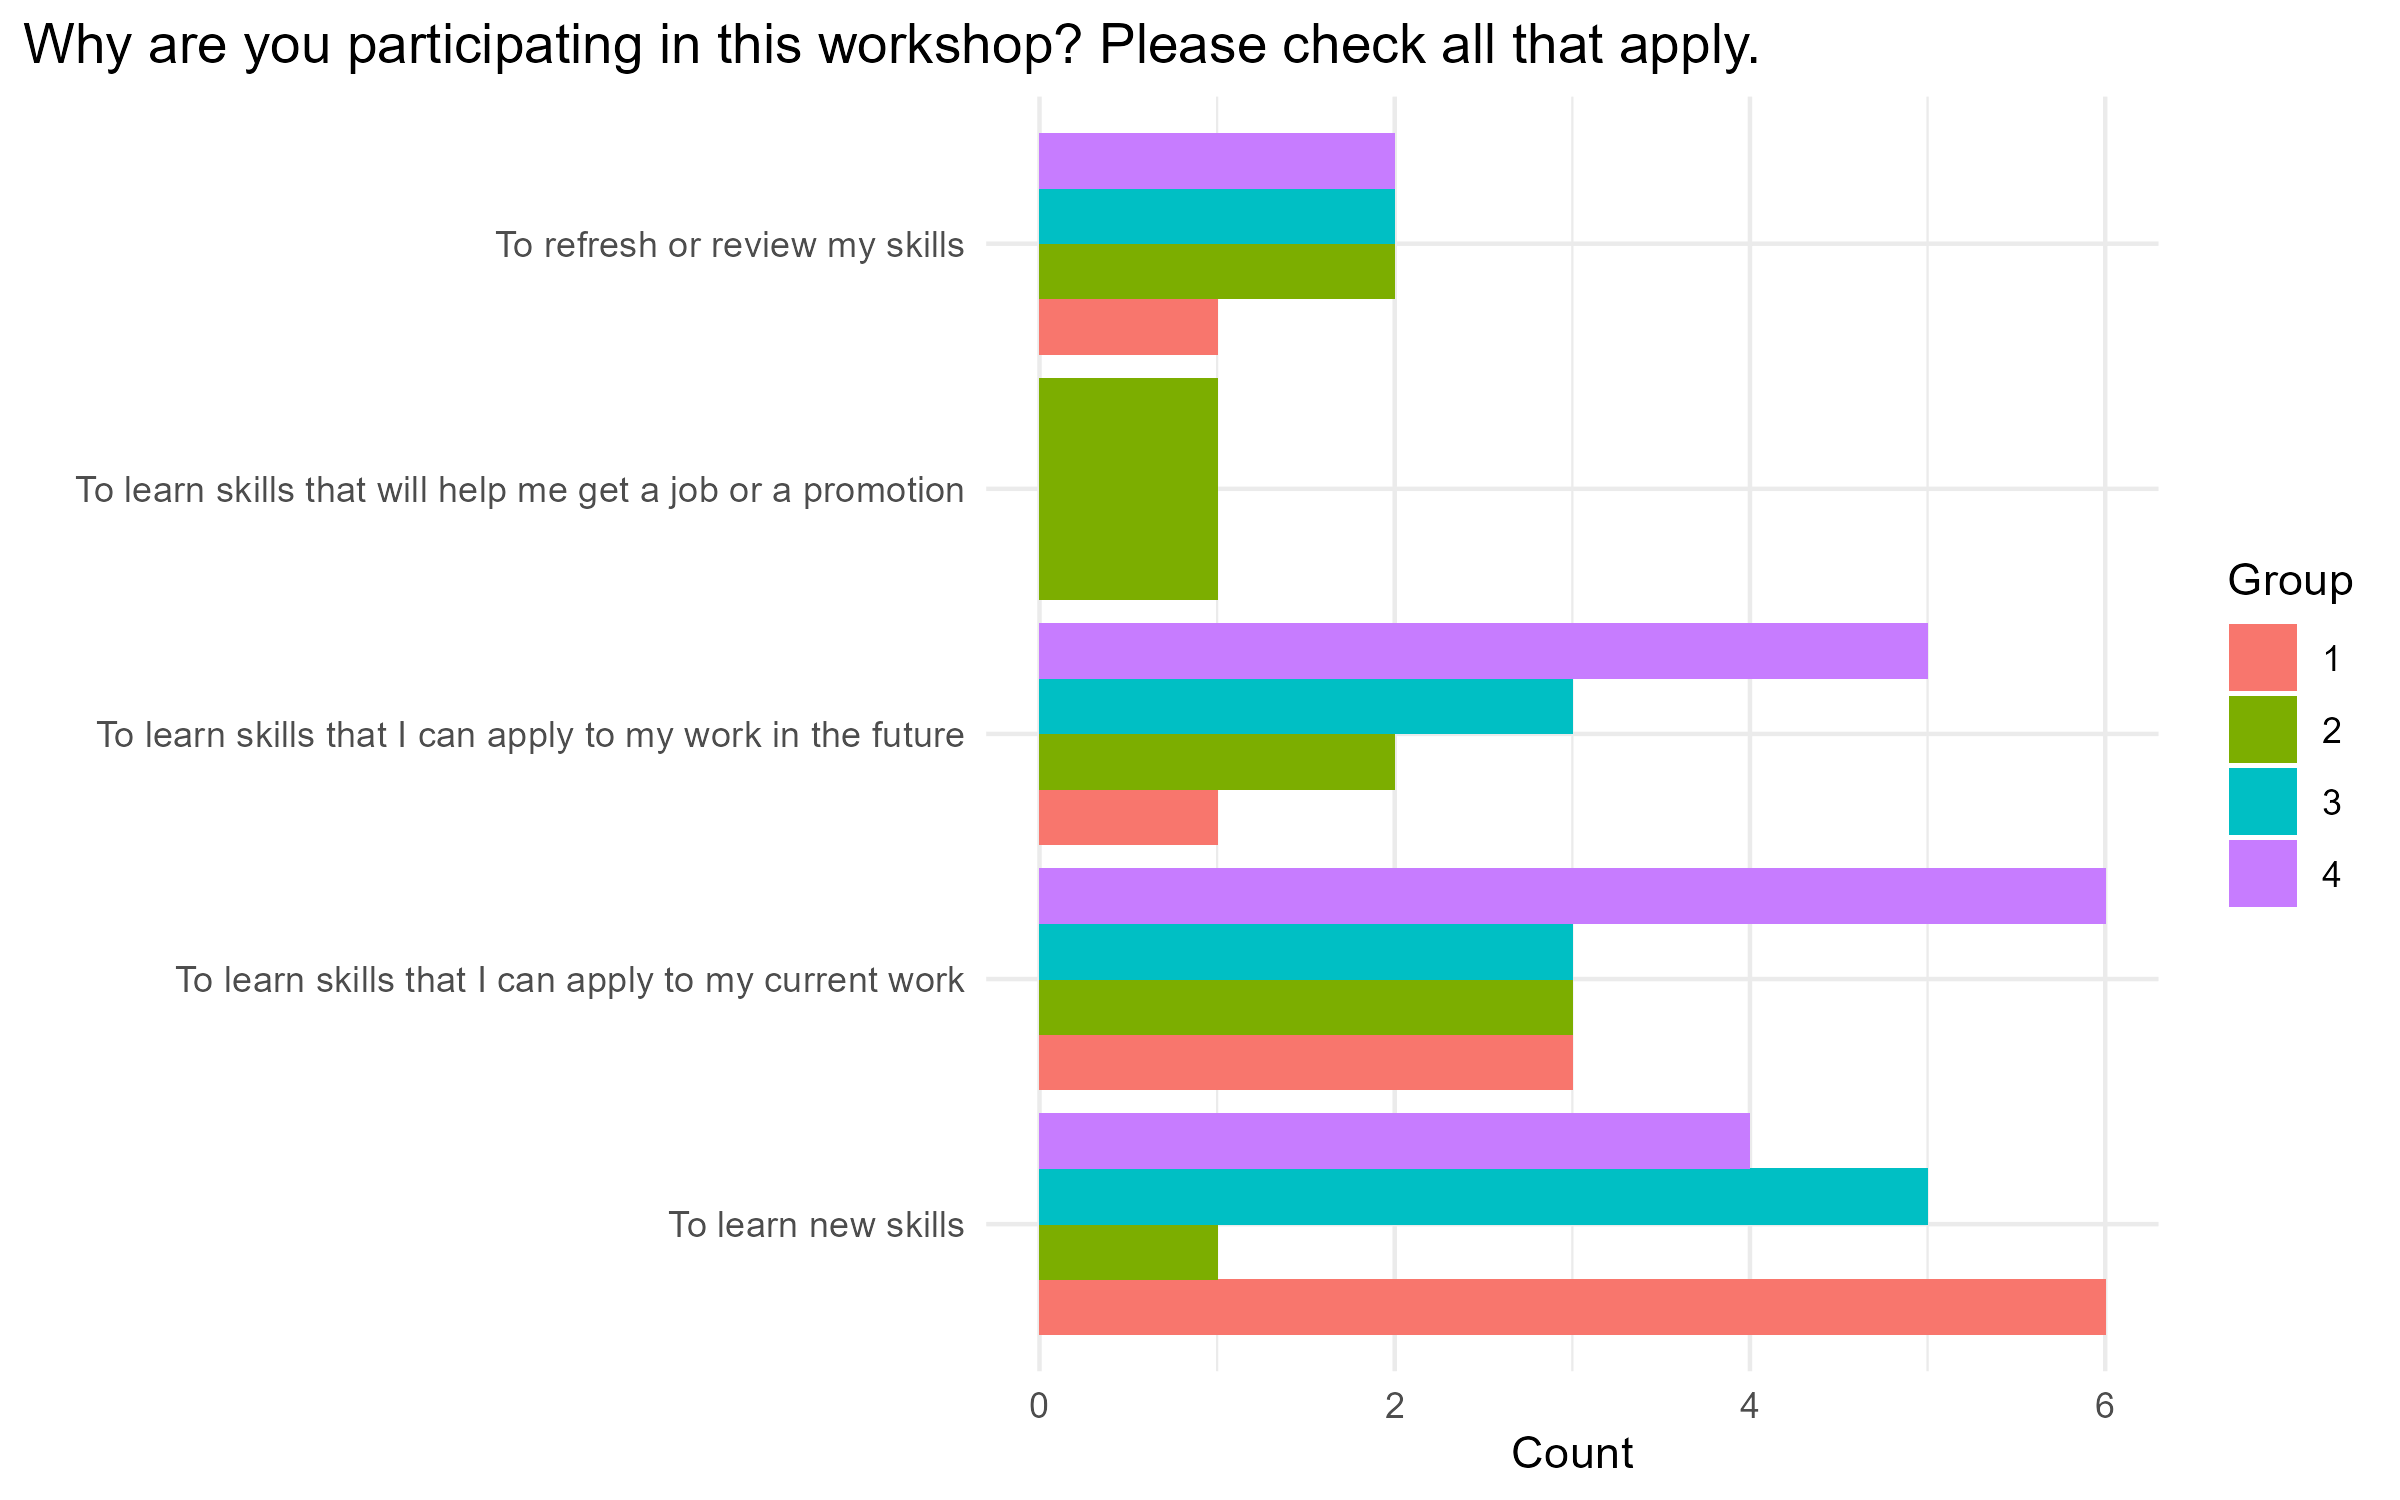 Why are you participating in this workshop? Please check all that apply.
To refresh or review my skills
To learn skills that will help me get a job or a promotion
To learn skills that I can apply to my work in the future
To learn skills that I can apply to my current work
To learn new skills
0 2 4 6
Count
Group
1
2
3
4